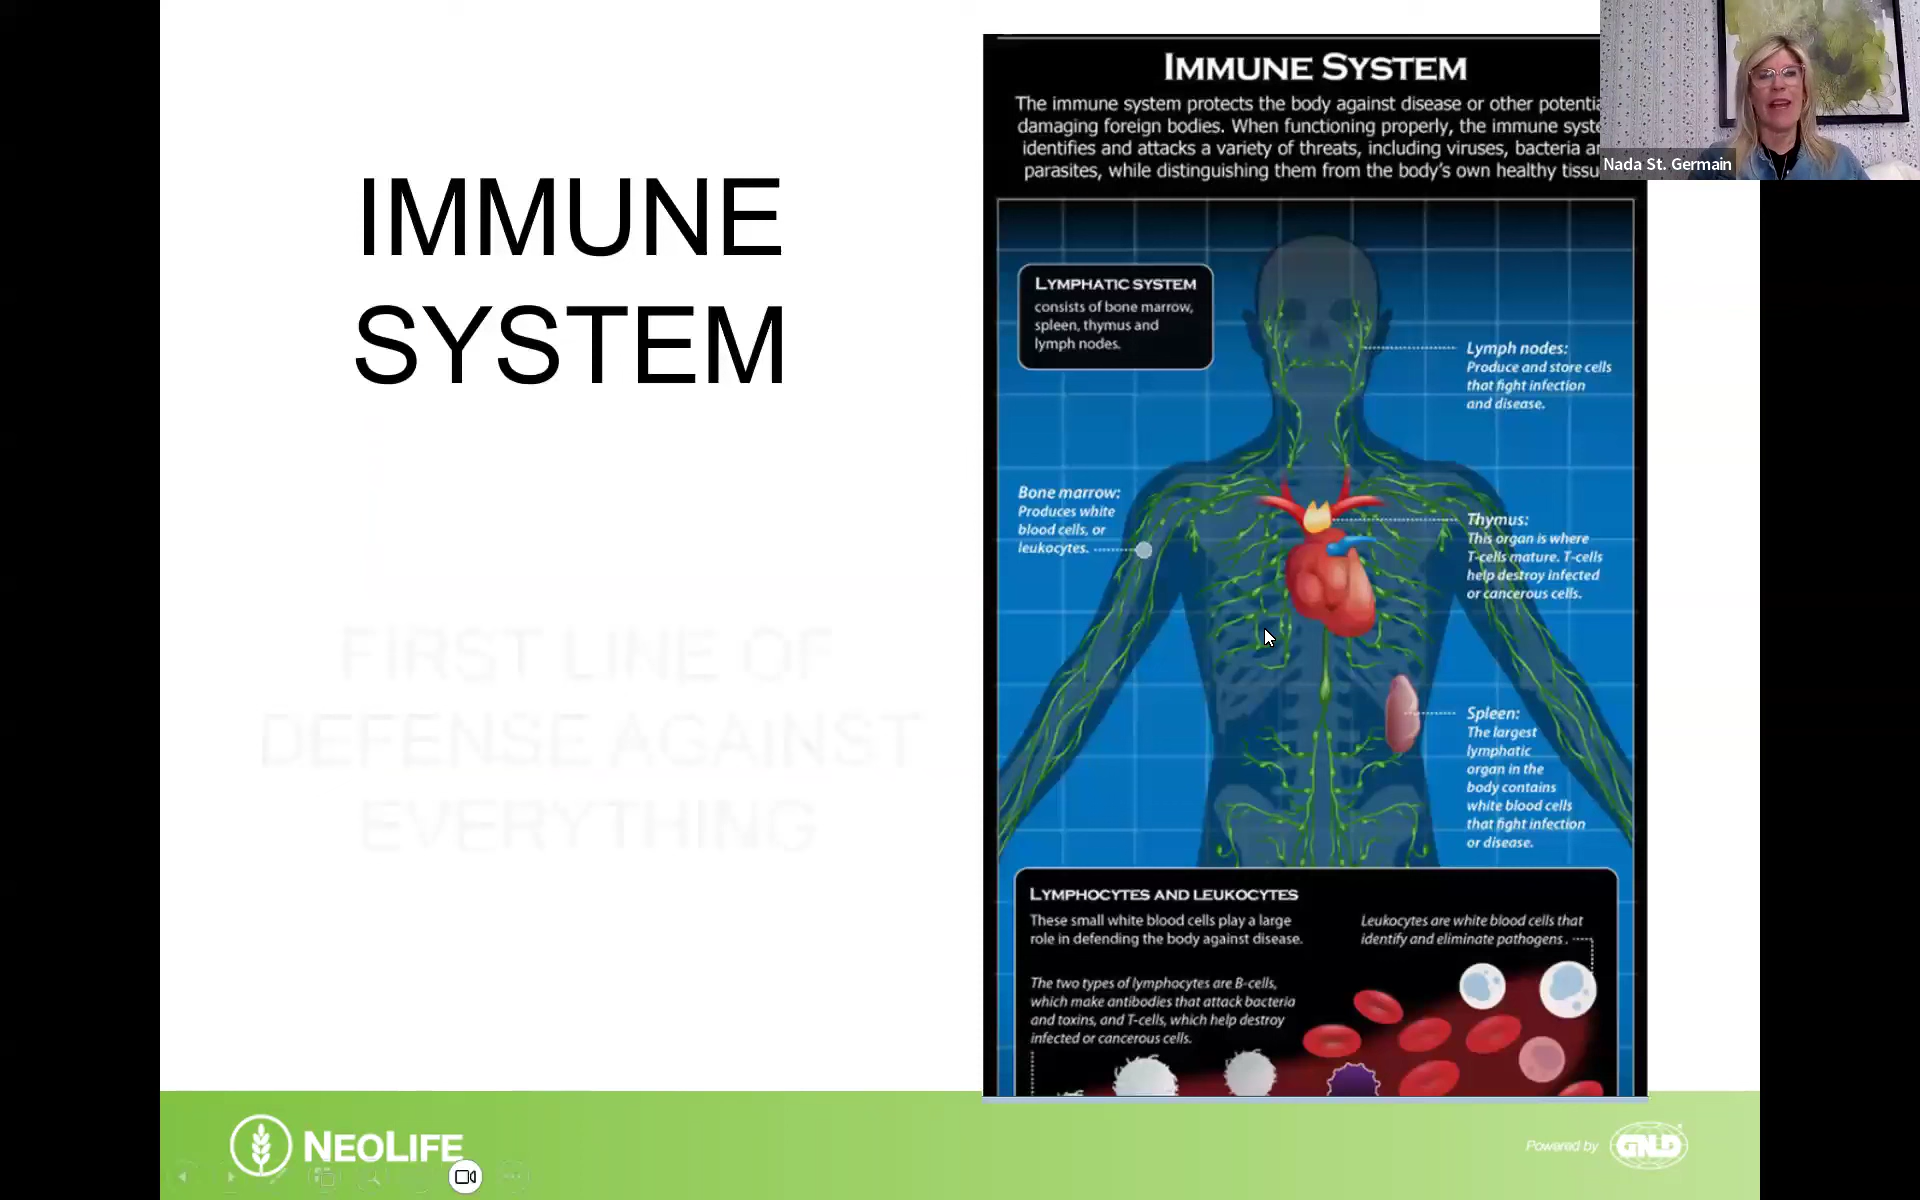 IMMUNE
SYSTEM
FIRST LINE OF
DEFENSE AGAINST
EVERYTHING
IMMUNE SYSTEM
The immune system protects the body against disease or other
damaging foreign bodies. When functioning properly, the immune
identifies and attacks a variety of threats, including viruses, bacteria
parasites, while distinguishing them from the body's own healthy
Nada St. Germain
LYMPHATIC SYSTEM
consists of bone marrow,
spleen, thymus and
lymph nodes.
Lymph nodes:
Produce and store cells
that fight infection
and disease.
Bone marrow:
Produces white
blood cells, or
leukocytes.
Thymus:
This organ is where
T-cells mature. T-cells
help destroy infected
or cancerous cells.
Spleen:
The largest
lymphatic
organ in the
body contains
white blood cells
that fight infection
or disease.
LYMPHOCYTES AND LEUKOCYTES
These small white blood cells play a large
role in defending the body against disease.
Leukocytes are white blood cells that
identify and eliminate pathogens.
The two types of lymphocytes are B-cells,
which make antibodies that attack bacteria
and toxins, and T-cells, which help destroy
infected or cancerous cells.
NEOLIFE
Powered by GNLD